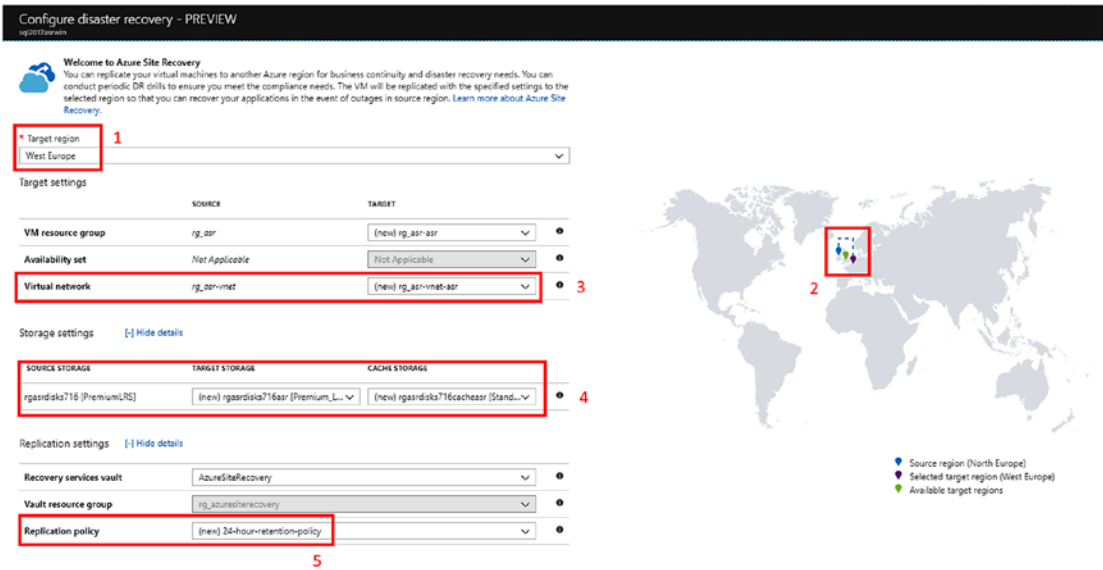 Configure disaster recovery - PREVIEW
sql2017asrwin
Welcome to Azure Site Recovery
You can replicate your virtual machines to another Azure region for business continuity and disaster recovery needs. You can
conduct periodic DR drills to ensure you meet the compliance needs. The VM will be replicated with the specified settings to the
selected region so that you can recover your applications in the event of outages in source region. Learn more about Azure Site
Recovery.
* Target region 1
West Europe
Target settings
SOURCE TARGET
VM resource group rg_asr (new) rg_asr-asr
Availability set Not Applicable Not Applicable
Virtual network rg_asr-vnet (new) rg_asr-vnet-asr 3
2
Storage settings [-] Hide details
SOURCE STORAGE TARGET STORAGE CACHE STORAGE
rgasrdisks716 [PremiumLRS] (new) rgasrdisks716asr [Premium_L... (new) rgasrdisks716cacheasr [Stand... 4
Replication settings [-] Hide details
Recovery services vault AzureSiteRecovery
Vault resource group rg_azuresiterecovery
Replication policy (new) 24-hour-retention-policy
5
Source region (North Europe)
Selected target region (West Europe)
Available target regions